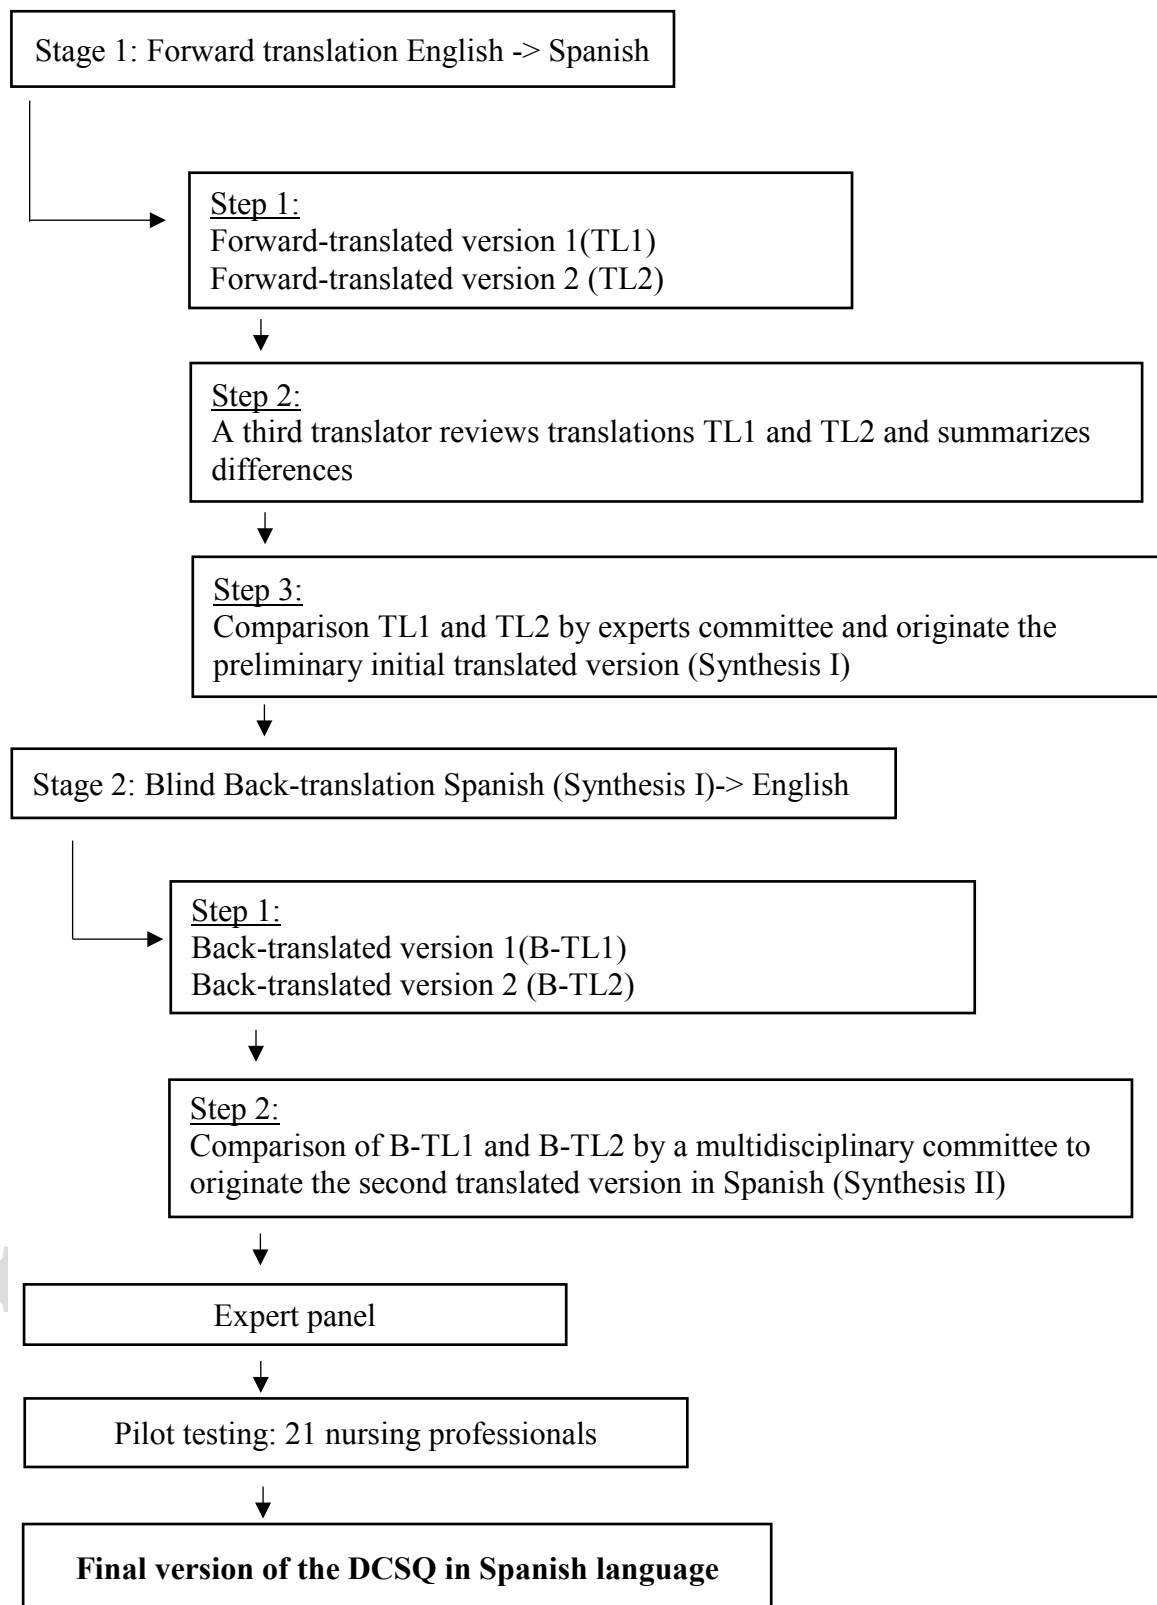 Stage 1: Forward translation English -> Spanish
Step 1:
Forward-translated version 1(TL1)
Forward-translated version 2 (TL2)
Step 2:
A third translator reviews translations TL1 and TL2 and summarizes
differences
Step 3:
Comparison TL1 and TL2 by experts committee and originate the
preliminary initial translated version (Synthesis I)
Stage 2: Blind Back-translation Spanish (Synthesis I)-> English
Step 1:
Back-translated version 1(B-TL1)
Back-translated version 2 (B-TL2)
Step 2:
Comparison of B-TL1 and B-TL2 by a multidisciplinary committee to
originate the second translated version in Spanish (Synthesis II)
Expert panel
Pilot testing: 21 nursing professionals
Final version of the DCSQ in Spanish language